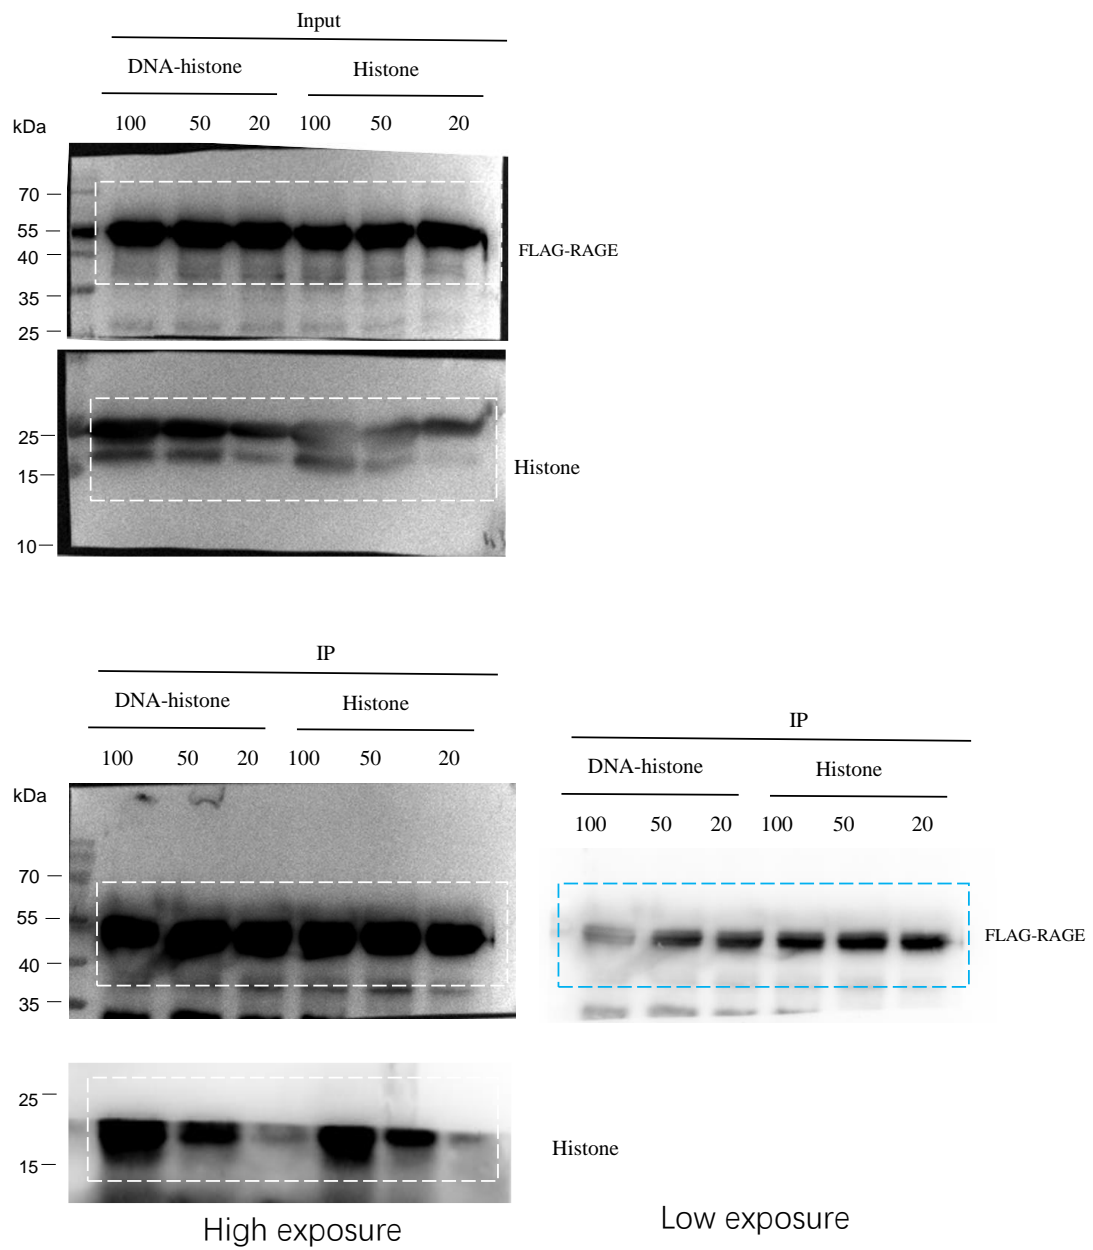 Input
DNA-histone Histone
kDa 100 50 20 100 50 20
70
55
40
35
25
FLAG-RAGE
25
15
10
Histone
IP
DNA-histone Histone
100 50 20 100 50 20
kDa
70
55
40
35
IP
DNA-histone Histone
100 50 20 100 50 20
FLAG-RAGE
25
15
Histone
High exposure
Low exposure